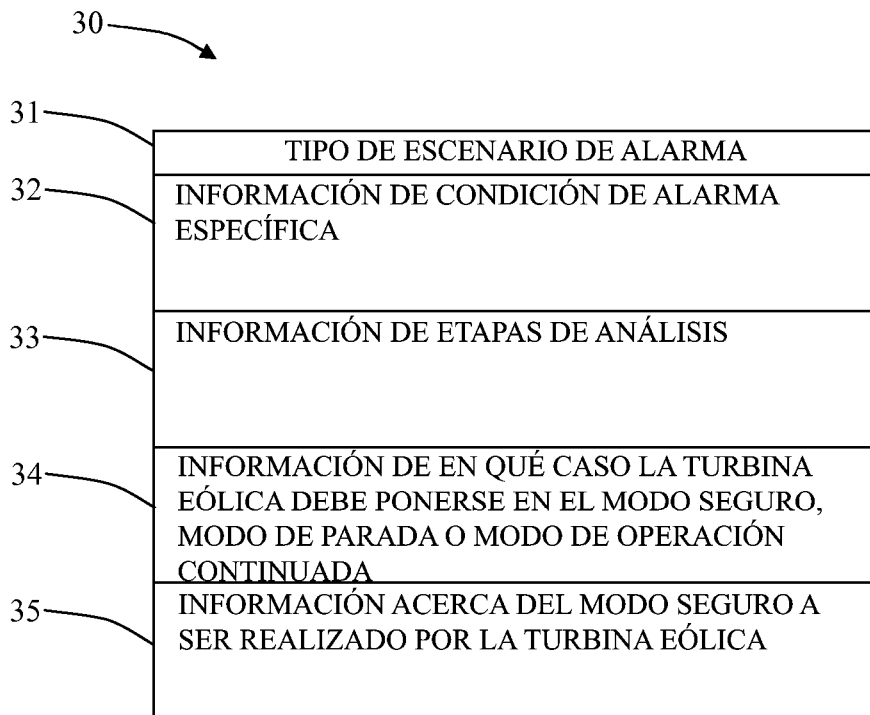 30
31
TIPO DE ESCENARIO DE ALARMA
32
INFORMACIÓN DE CONDICIÓN DE ALARMA
ESPECÍFICA
33
INFORMACIÓN DE ETAPAS DE ANÁLISIS
34
INFORMACIÓN DE EN QUÉ CASO LA TURBINA
EÓLICA DEBE PONERSE EN EL MODO SEGURO,
MODO DE PARADA O MODO DE OPERACIÓN
CONTINUADA
35
INFORMACIÓN ACERCA DEL MODO SEGURO A
SER REALIZADO POR LA TURBINA EÓLICA